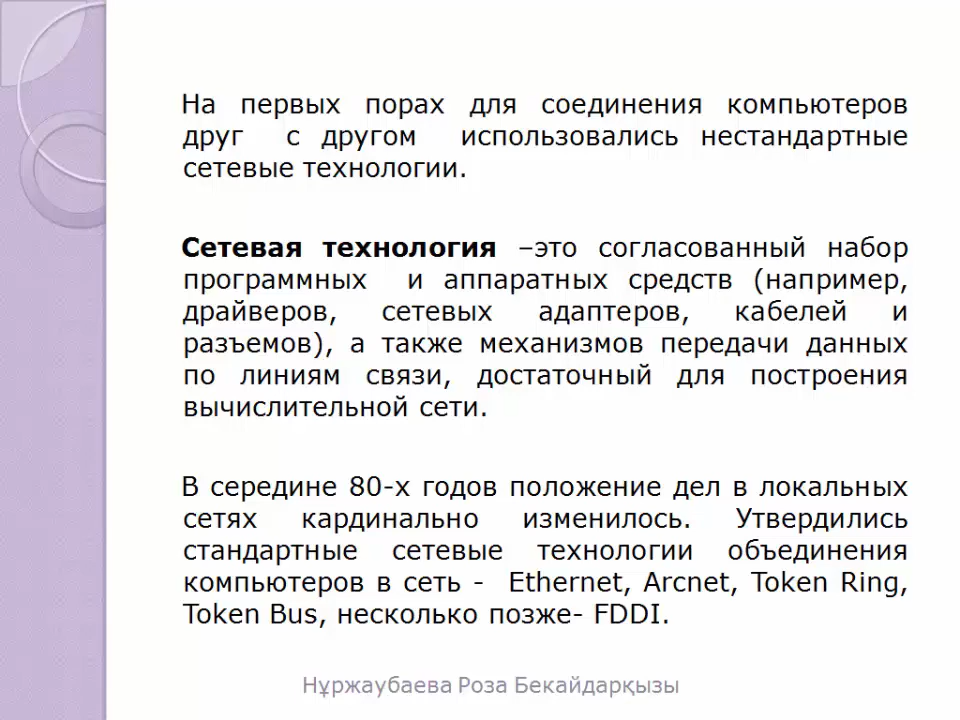 На первых порах для соединения компьютеров
друг с другом использовались нестандартные
сетевые технологии.
Сетевая технология –это согласованный набор
программных и аппаратных средств (например,
драйверов, сетевых адаптеров, кабелей и
разъемов), а также механизмов передачи данных
по линиям связи, достаточный для построения
вычислительной сети.
В середине 80-х годов положение дел в локальных
сетях кардинально изменилось. Утвердились
стандартные сетевые технологии объединения
компьютеров в сеть - Ethernet, Arcnet, Token Ring,
Token Bus, несколько позже- FDDI.
Нұржаубаева Роза Бекайдарқызы